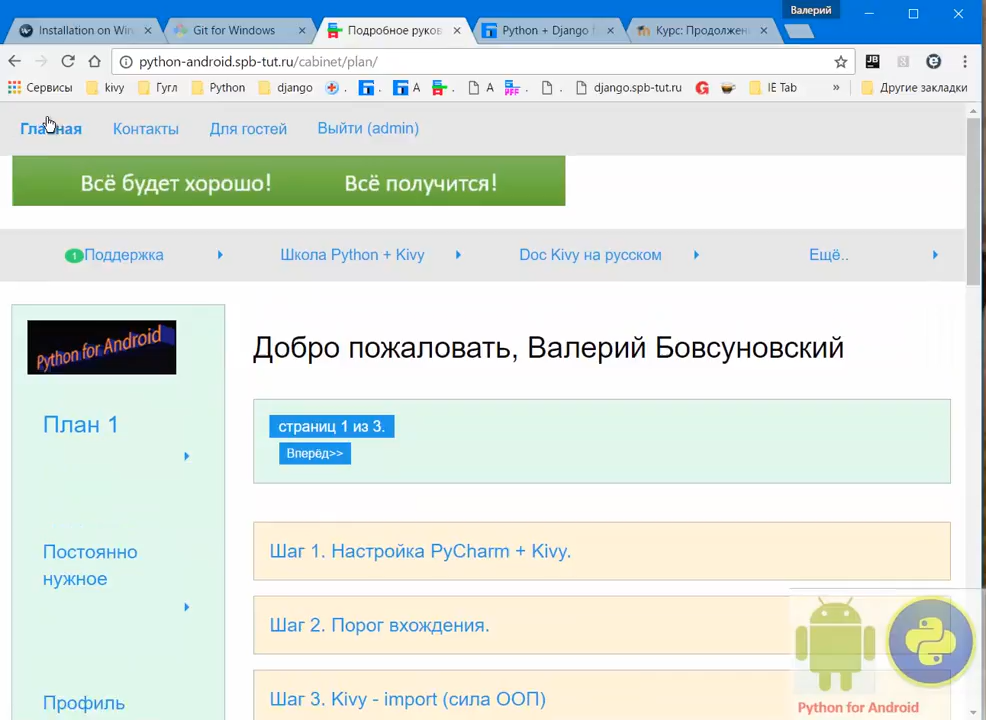 Валерий
Installation on Win
Git for Windows
Подробное руков
Python + Django
Курс: Продолжен
python-android.spb-tut.ru/cabinet/plan/
JB
Сервисы
kivy
Гугл
Python
django
A
A
PFF
django.spb-tut.ru
IE Tab
»
Другие закладки
Главная
Контакты
Для гостей
Выйти (admin)
Всё будет хорошо! Всё получится!
1 Поддержка
Школа Python + Kivy
Doc Kivy на русском
Ещё..
Python for Android
Добро пожаловать, Валерий Бовсуновский
План 1
страниц 1 из 3.
Вперёд>>
Постоянно
нужное
Шаг 1. Настройка PyCharm + Kivy.
Шаг 2. Порог вхождения.
Профиль
Шаг 3. Kivy - import (сила ООП)
Python for Android